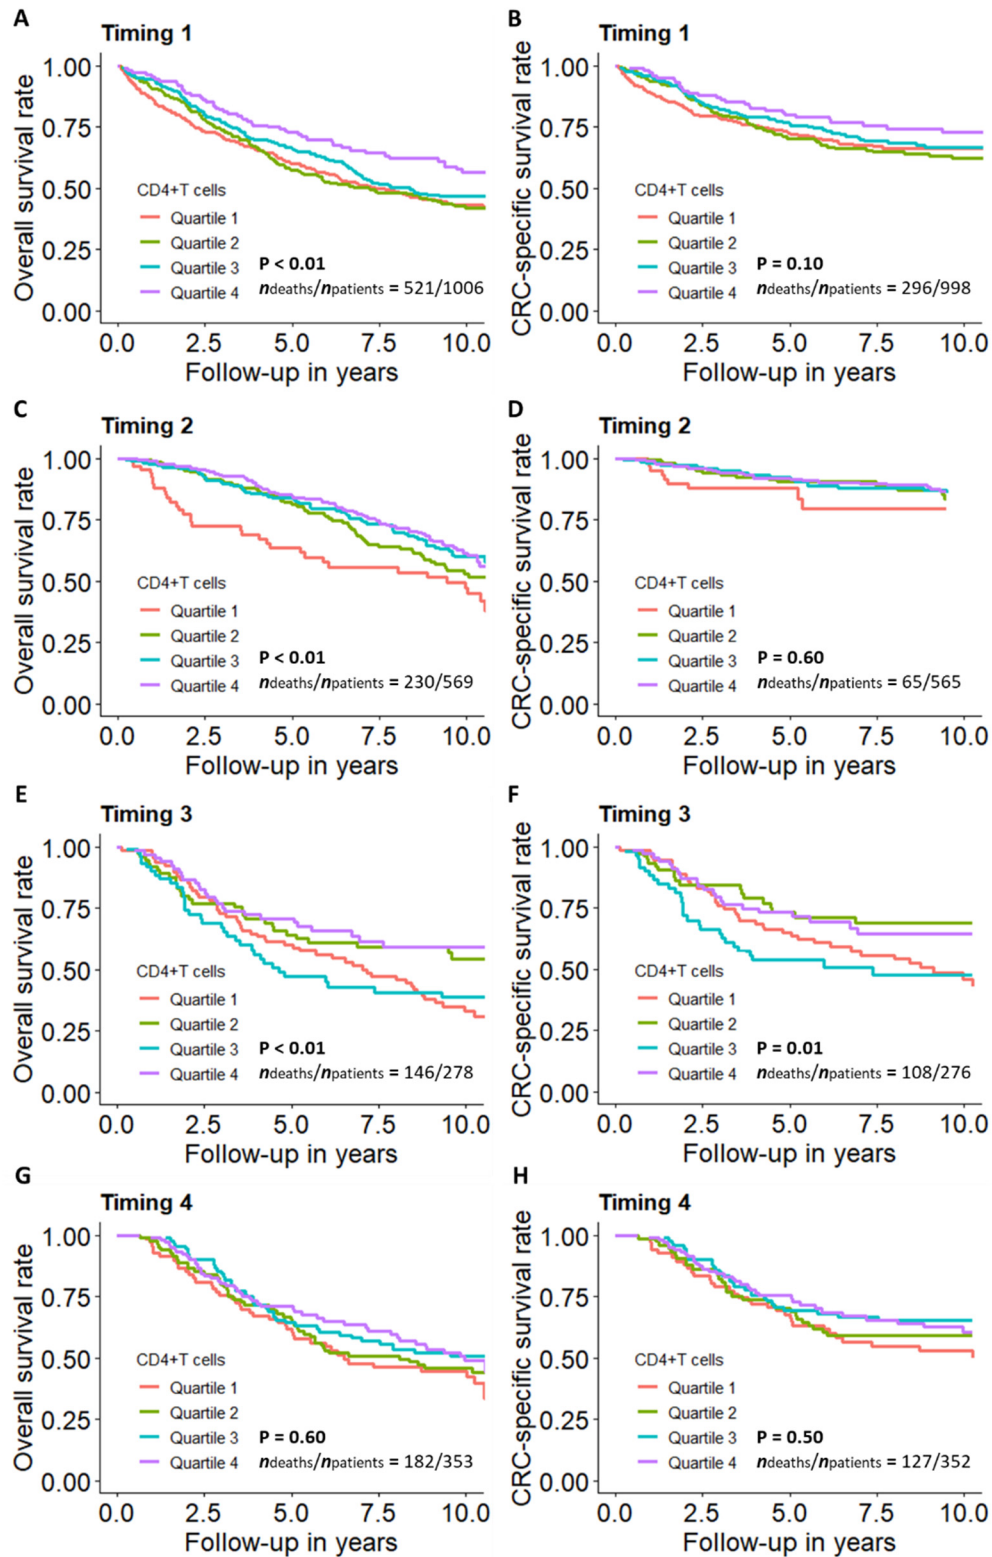 A
Timing 1
Overall survival rate
1.00
0.75
0.50
0.25
0.00
CD4+T cells
Quartile 1
Quartile 2
Quartile 3
Quartile 4
P < 0.01
ndeaths/npatients = 521/1006
0.0 2.5 5.0 7.5 10.0
Follow-up in years
B
Timing 1
CRC-specific survival rate
1.00
0.75
0.50
0.25
0.00
CD4+T cells
Quartile 1
Quartile 2
Quartile 3
Quartile 4
P = 0.10
ndeaths/npatients = 296/998
0.0 2.5 5.0 7.5 10.0
Follow-up in years
C
Timing 2
Overall survival rate
1.00
0.75
0.50
0.25
0.00
CD4+T cells
Quartile 1
Quartile 2
Quartile 3
Quartile 4
P < 0.01
ndeaths/npatients = 230/569
0.0 2.5 5.0 7.5 10.0
Follow-up in years
D
Timing 2
CRC-specific survival rate
1.00
0.75
0.50
0.25
0.00
CD4+T cells
Quartile 1
Quartile 2
Quartile 3
Quartile 4
P = 0.60
ndeaths/npatients = 65/565
0.0 2.5 5.0 7.5 10.0
Follow-up in years
E
Timing 3
Overall survival rate
1.00
0.75
0.50
0.25
0.00
CD4+T cells
Quartile 1
Quartile 2
Quartile 3
Quartile 4
P < 0.01
ndeaths/npatients = 146/278
0.0 2.5 5.0 7.5 10.0
Follow-up in years
F
Timing 3
CRC-specific survival rate
1.00
0.75
0.50
0.25
0.00
CD4+T cells
Quartile 1
Quartile 2
Quartile 3
Quartile 4
P = 0.01
ndeaths/npatients = 108/276
0.0 2.5 5.0 7.5 10.0
Follow-up in years
G
Timing 4
Overall survival rate
1.00
0.75
0.50
0.25
0.00
CD4+T cells
Quartile 1
Quartile 2
Quartile 3
Quartile 4
P = 0.60
ndeaths/npatients = 182/353
0.0 2.5 5.0 7.5 10.0
Follow-up in years
H
Timing 4
CRC-specific survival rate
1.00
0.75
0.50
0.25
0.00
CD4+T cells
Quartile 1
Quartile 2
Quartile 3
Quartile 4
P = 0.50
ndeaths/npatients = 127/352
0.0 2.5 5.0 7.5 10.0
Follow-up in years